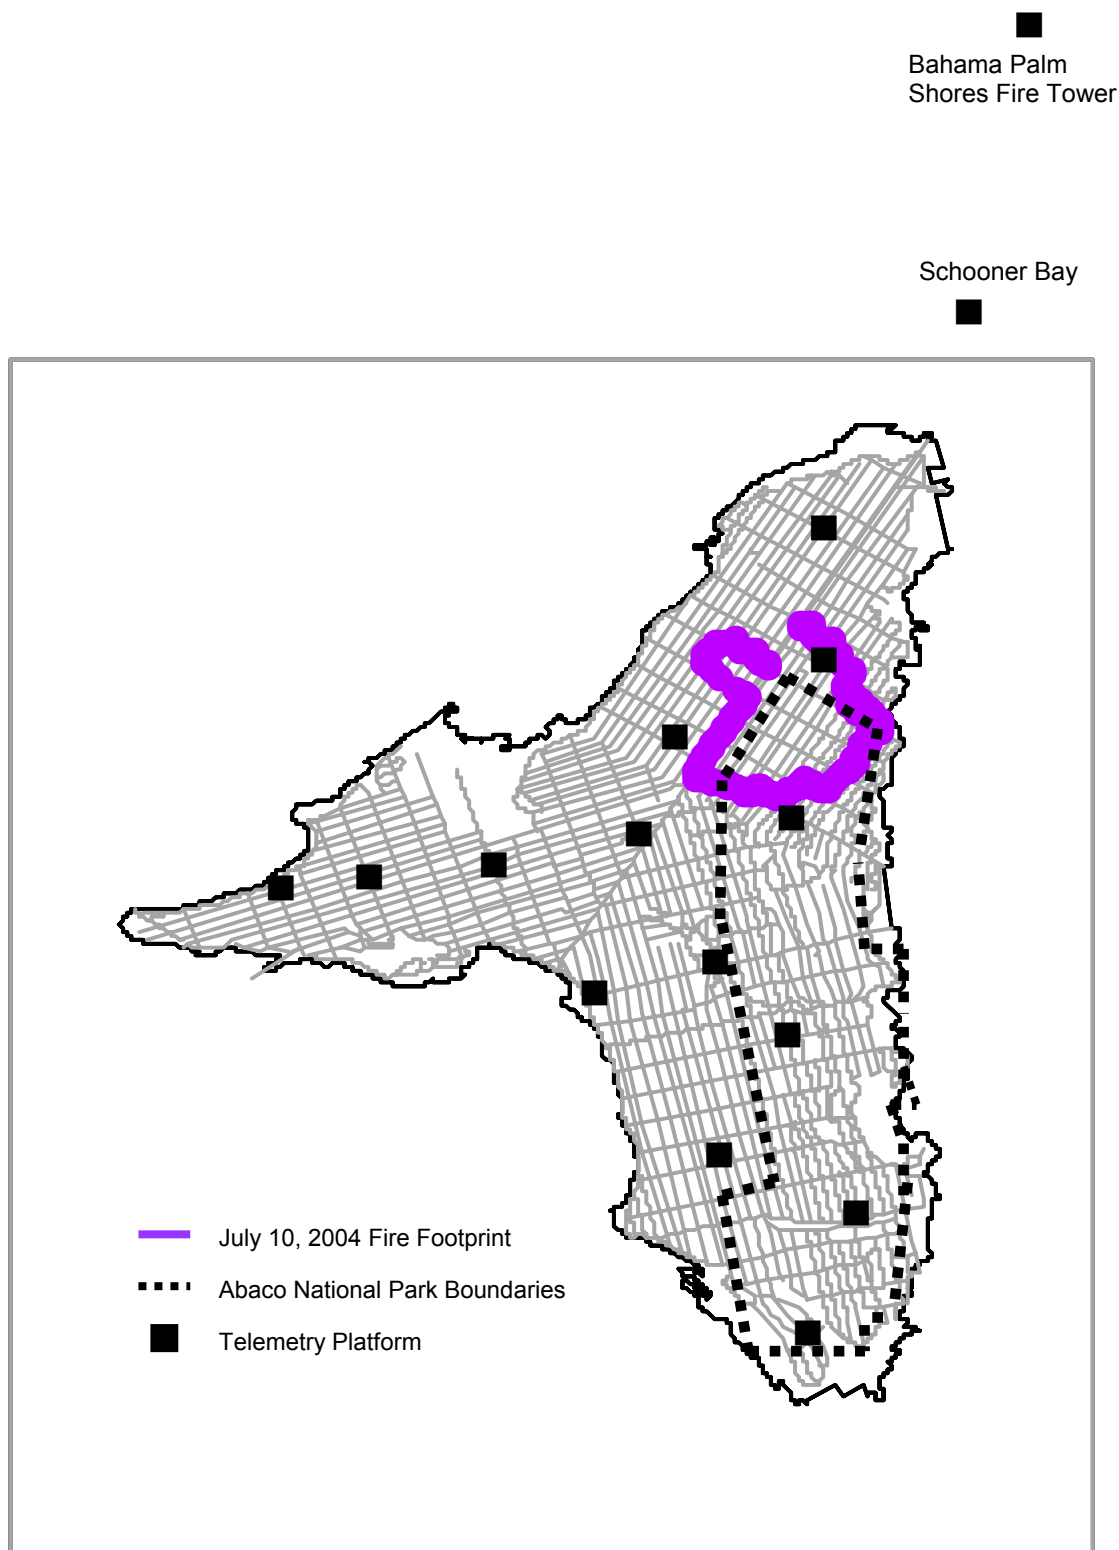 Bahama Palm
Shores Fire Tower
Schooner Bay
July 10, 2004 Fire Footprint
Abaco National Park Boundaries
Telemetry Platform